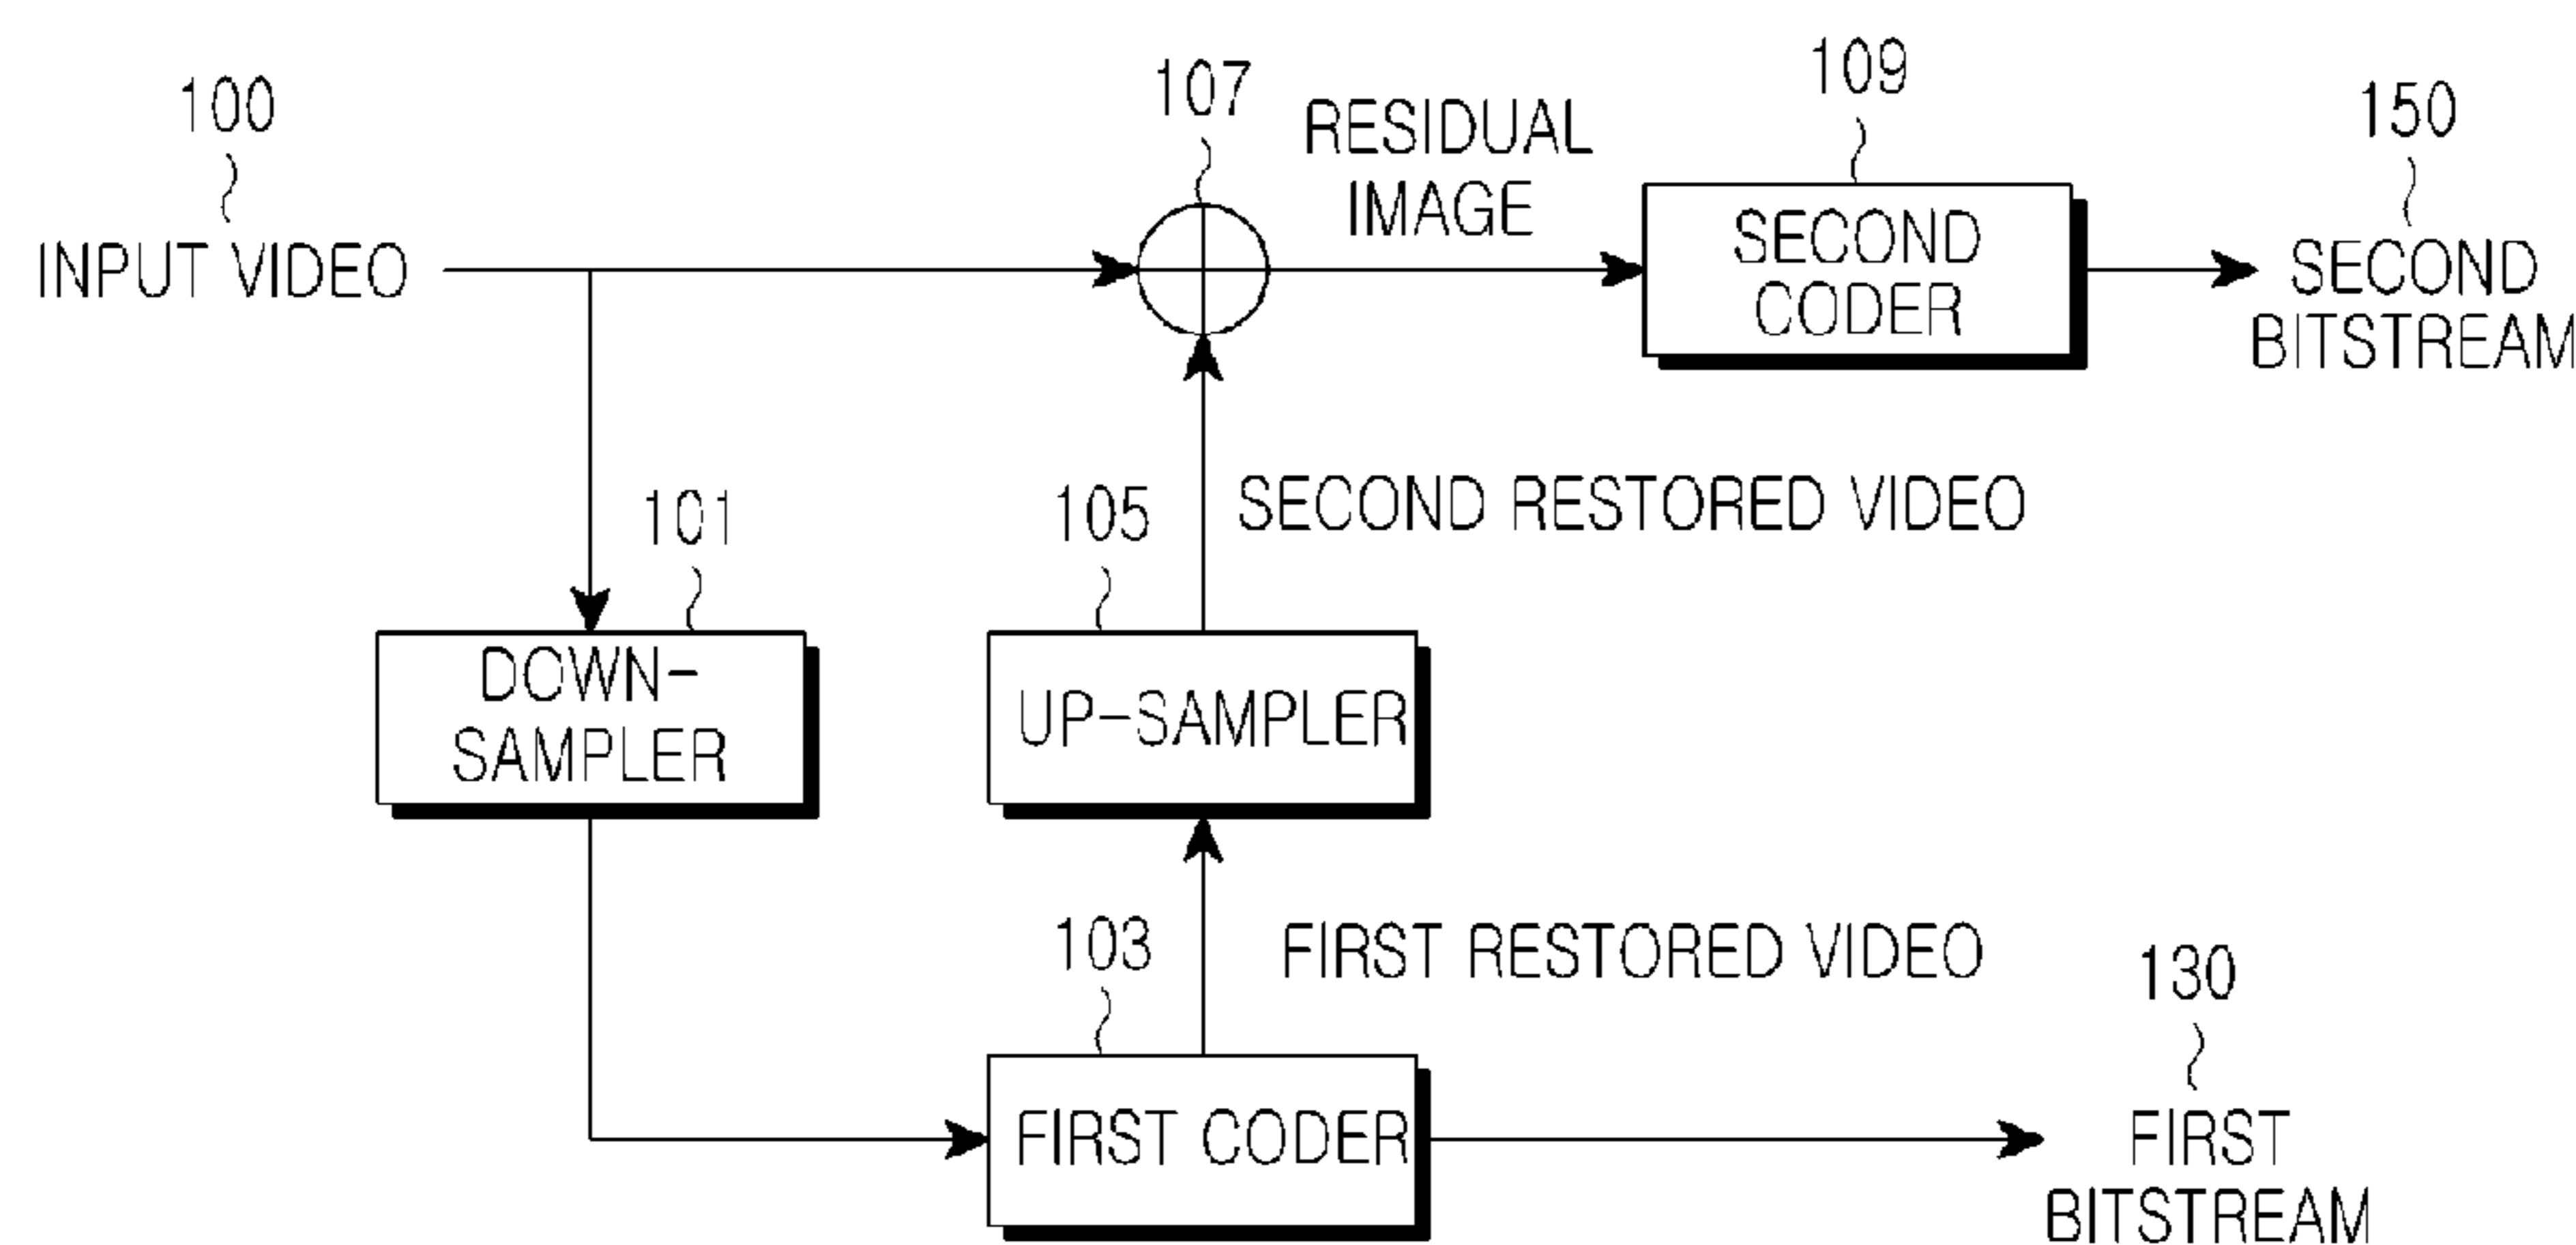 100
INPUT VIDEO
107
RESIDUAL
IMAGE
109
SECOND
CODER
150
SECOND
BITSTREAM
101
DOWN-
SAMPLER
105
UP-SAMPLER
SECOND RESTORED VIDEO
103
FIRST CODER
FIRST RESTORED VIDEO
130
FIRST
BITSTREAM